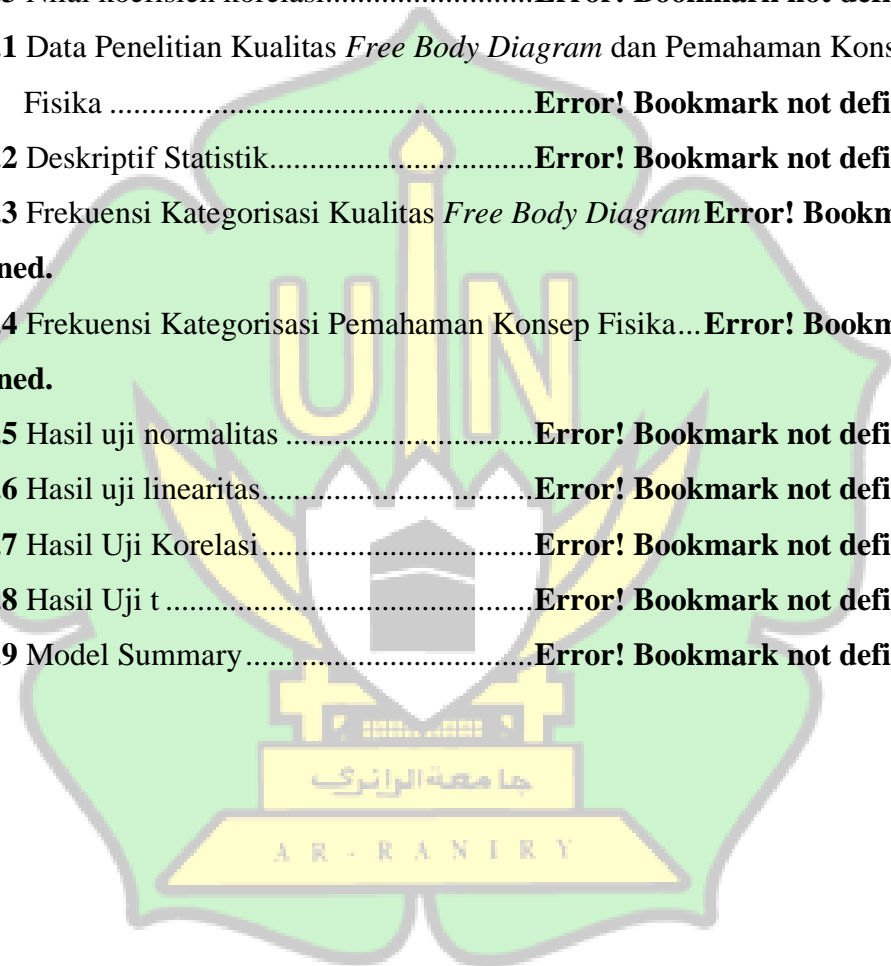 Nilai koefisien korelasi............................Error! Bookmark not defi
.1 Data Penelitian Kualitas Free Body Diagram dan Pemahaman Kons
Fisika ....................................................Error! Bookmark not defi
.2 Deskriptif Statistik................................Error! Bookmark not defi
.3 Frekuensi Kategorisasi Kualitas Free Body Diagram Error! Bookm
ned.
.4 Frekuensi Kategorisasi Pemahaman Konsep Fisika...Error! Bookm
ned.
.5 Hasil uji normalitas ..............................Error! Bookmark not defi
.6 Hasil uji linearitas.................................Error! Bookmark not defi
.7 Hasil Uji Korelasi.................................Error! Bookmark not defi
.8 Hasil Uji t .............................................Error! Bookmark not defi
.9 Model Summary...................................Error! Bookmark not defi
UIN
جامعة الرانري
AR-RANIRY